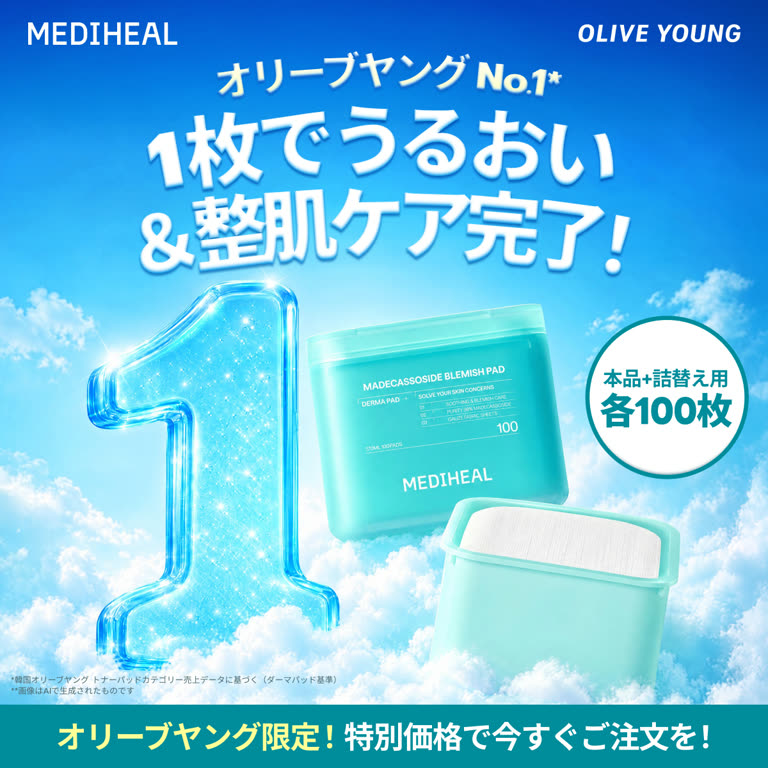 MEDIHEAL
OLIVE YOUNG
オリーブヤング No.1*
1枚でうるおい
&整肌ケア完了!
MADECASSOSIDE BLEMISH PAD
DERMA PAD
SOLVE YOUR SKIN CONCERNS
100
MEDIHEAL
本品+詰替え用
各100枚
*韓国オリーブヤング トナーパッドカテゴリー売上データに基づく（ダーマパッド基準）
**画像はAIで生成されたものです
オリーブヤング限定! 特別価格で今すぐご注文を!